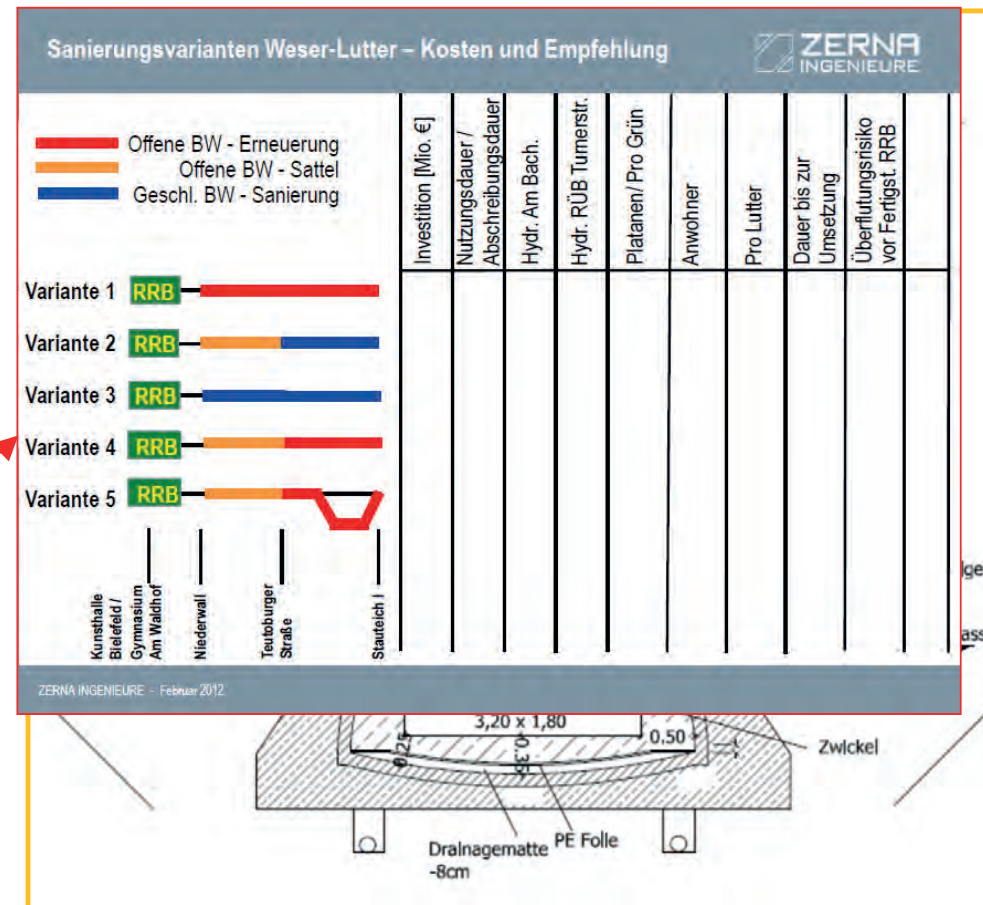 Sanierungsvarianten Weser-Lutter – Kosten und Empfehlung
ZERNA
INGENIEURE
Offene BW - Erneuerung
Offene BW - Sattel
Geschl. BW - Sanierung
Investition [Mio. €]
Nutzungsdauer /
Abschreibungsdauer
Hydr. Am Bach.
Hydr. RÜB Turnerstr.
Platanen/ Pro Grün
Anwohner
Pro Lutter
Dauer bis zur
Umsetzung
Überflutungsrisiko
vor Fertigst. RRB
Variante 1 RRB
Variante 2 RRB
Variante 3 RRB
Variante 4 RRB
Variante 5 RRB
Kunsthalle
Bielefeld /
Gymnasium
Am Waldhof
Niederwall
Teutoburger
Straße
Stauteich I
ZERNA INGENIEURE - Februar 2012
3,20 x 1,80
0,25
0.35
0.50
Zwickel
Drainagematte
-8cm
PE Folie